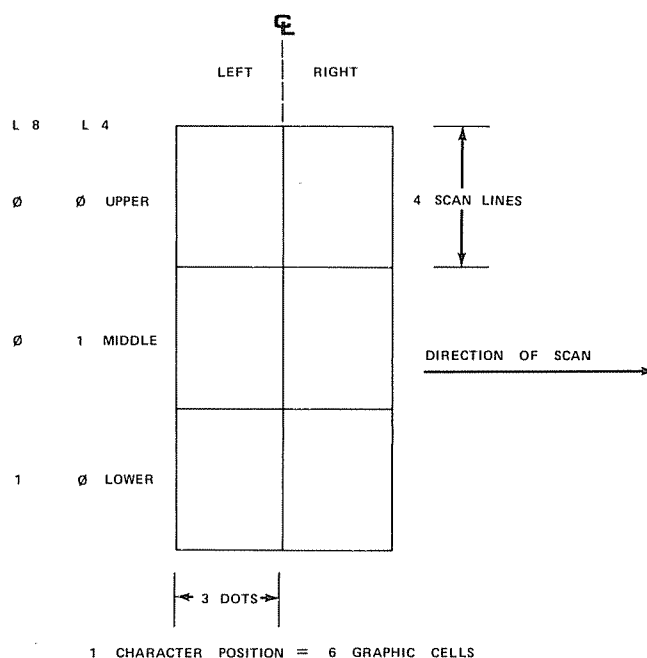 ℄
LEFT RIGHT
L 8 L 4
Ø Ø UPPER
4 SCAN LINES
Ø 1 MIDDLE
DIRECTION OF SCAN
1 Ø LOWER
3 DOTS
1 CHARACTER POSITION = 6 GRAPHIC CELLS